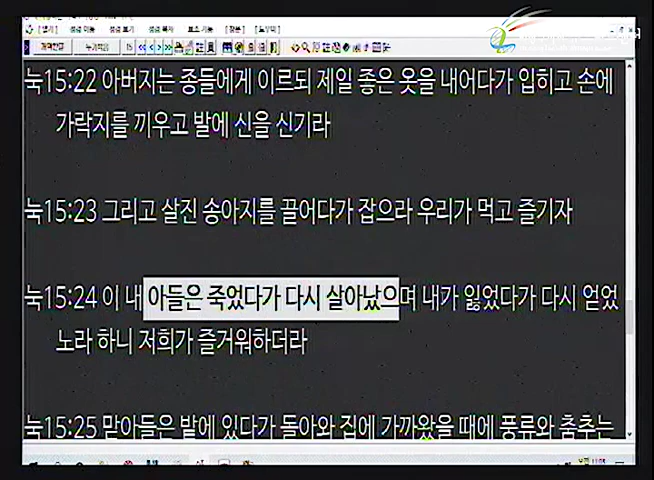 눅15:22 아버지는 종들에게 이르되 제일 좋은 옷을 내어다가 입히고 손에
가락지를 끼우고 발에 신을 신기라
눅15:23 그리고 살진 송아지를 끌어다가 잡으라 우리가 먹고 즐기자
눅15:24 이 내 아들은 죽었다가 다시 살아났으며 내가 잃었다가 다시 얻었
노라 하니 저희가 즐거워하더라
눅15:25 맏아들은 밭에 있다가 돌아와 집에 가까왔을 때에 풍류와 춤추는